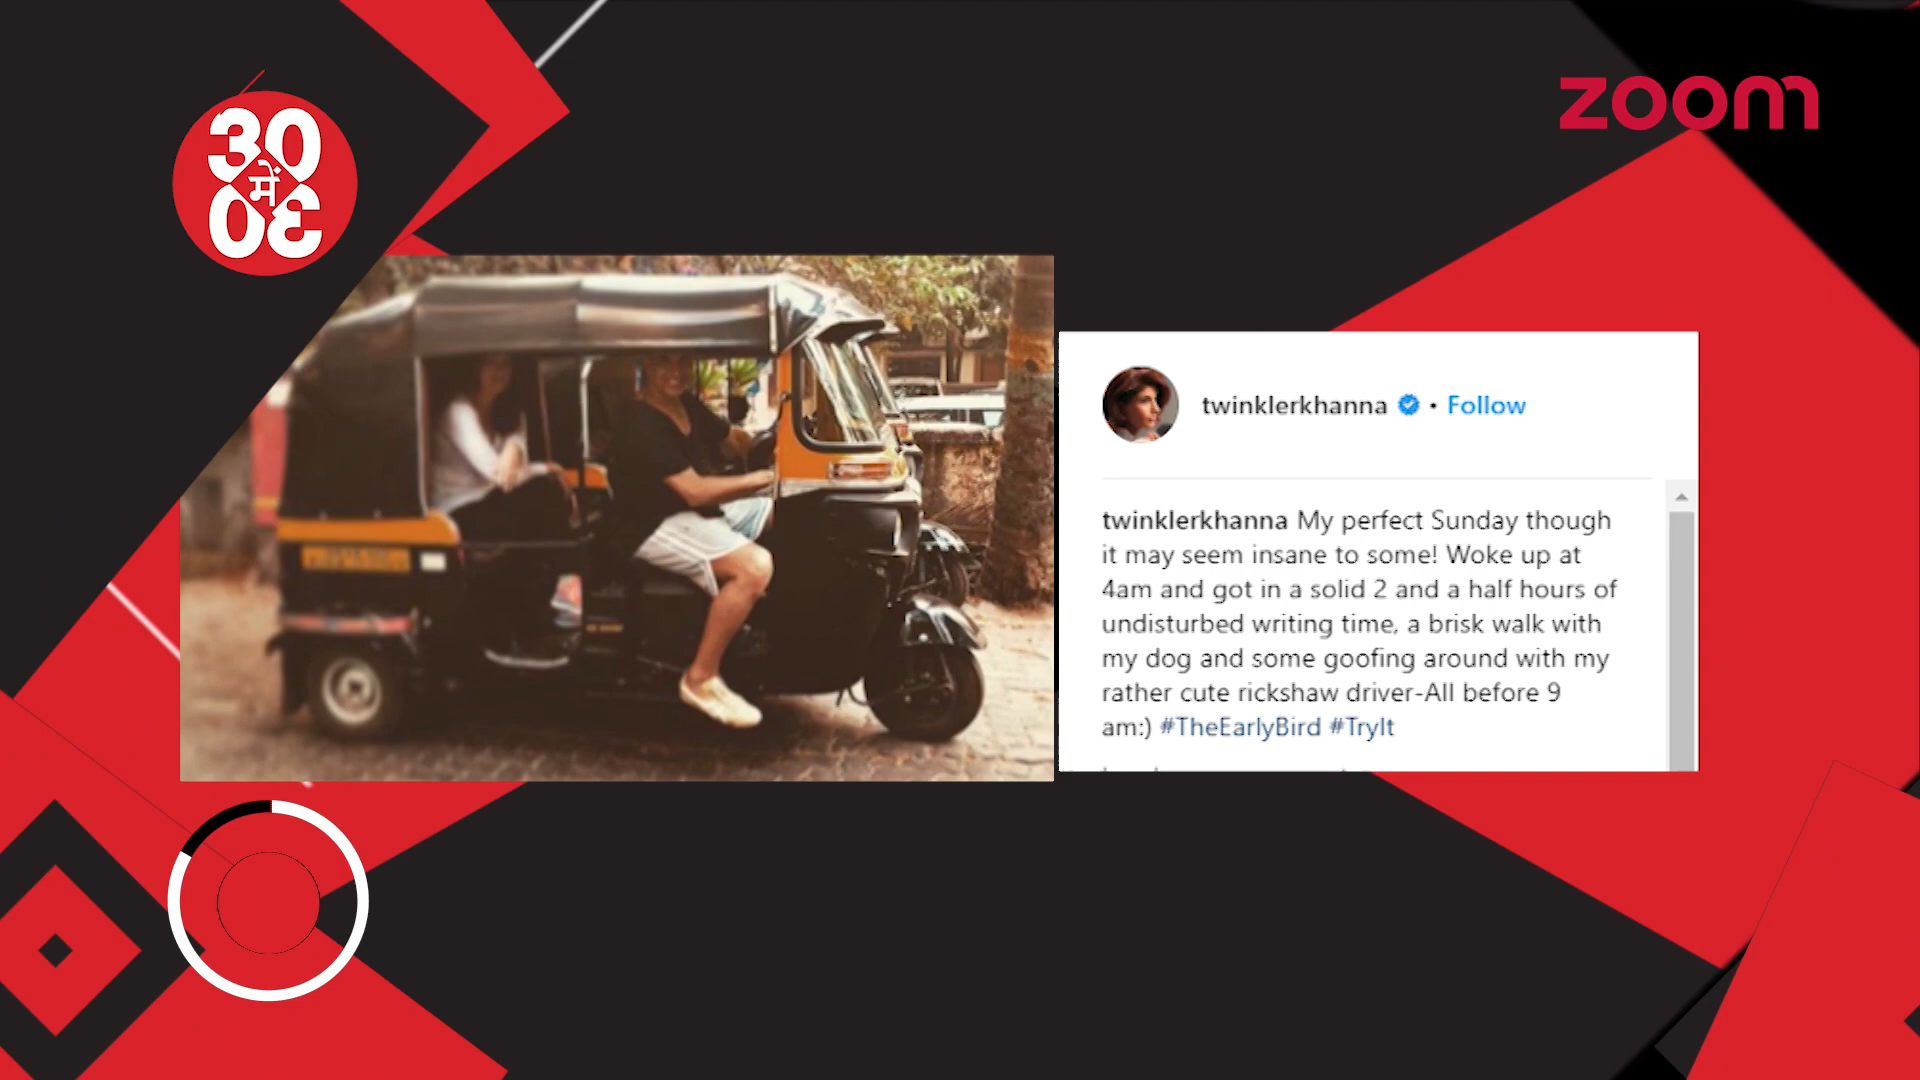 30
में
30
zoom
twinklerkhanna • Follow
twinklerkhanna My perfect Sunday though
it may seem insane to some! Woke up at
4am and got in a solid 2 and a half hours of
undisturbed writing time, a brisk walk with
my dog and some goofing around with my
rather cute rickshaw driver-All before 9
am:) #TheEarlyBird #TryIt